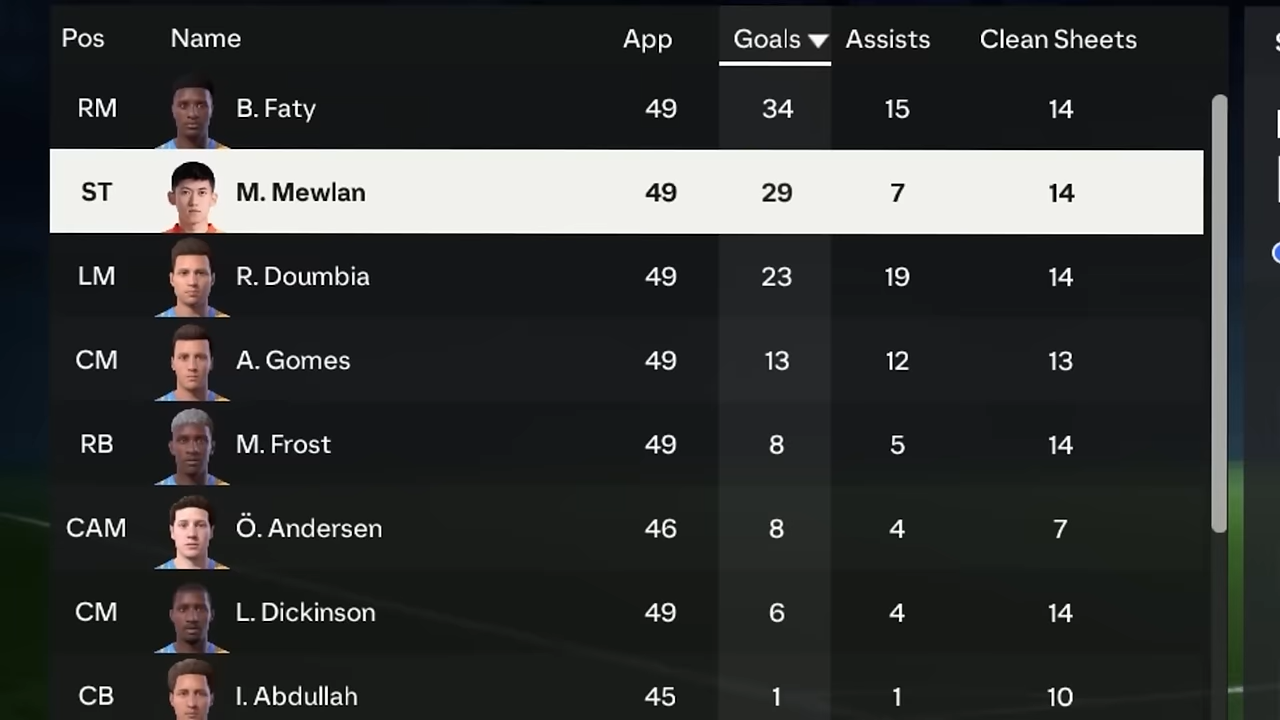 Pos Name App Goals Assists Clean Sheets
RM B. Faty 49 34 15 14
ST M. Mewlan 49 29 7 14
LM R. Doumbia 49 23 19 14
CM A. Gomes 49 13 12 13
RB M. Frost 49 8 5 14
CAM Ö. Andersen 46 8 4 7
CM L. Dickinson 49 6 4 14
CB I. Abdullah 45 1 1 10